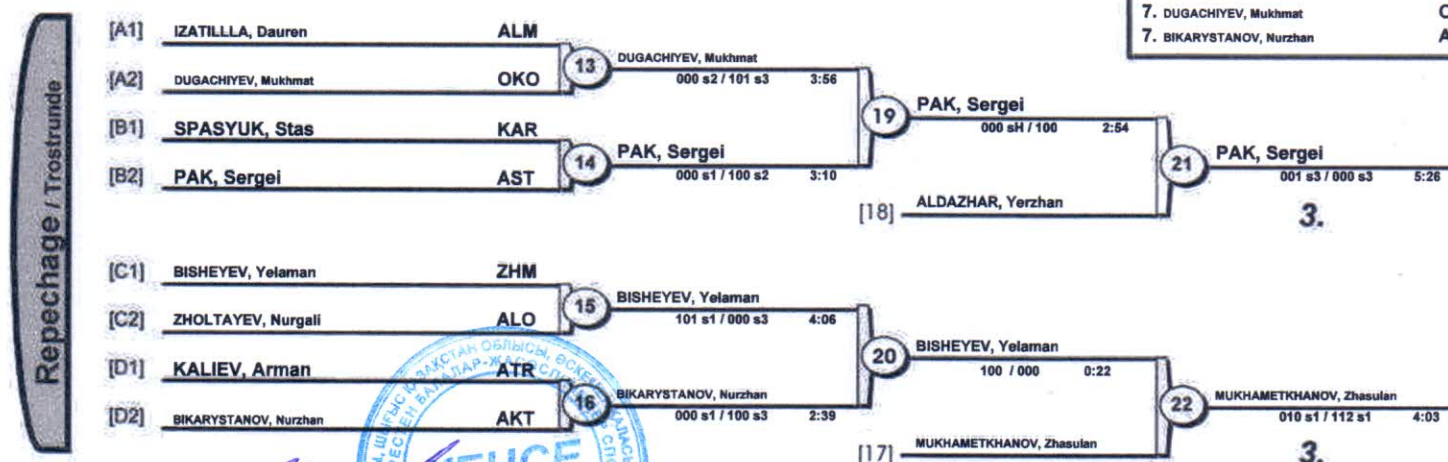 7. DUGACHIYEV, Mukhmat
7. BIKARYSTANOV, Nurzhan
Repechage / Trostrunde
[A1] IZATILLLA, Dauren ALM
[A2] DUGACHIYEV, Mukhmat OKO
13 DUGACHIYEV, Mukhmat
000 s2 / 101 s3 3:56
[B1] SPASYUK, Stas KAR
[B2] PAK, Sergei AST
14 PAK, Sergei
000 s1 / 100 s2 3:10
19 PAK, Sergei
000 sH / 100 2:54
[18] ALDAZHAR, Yerzhan
21 PAK, Sergei
001 s3 / 000 s3 5:26
3.
[C1] BISHEYEV, Yelaman ZHM
[C2] ZHOLTAYEV, Nurgali ALO
15 BISHEYEV, Yelaman
101 s1 / 000 s3 4:06
[D1] KALIEV, Arman ATR
[D2] BIKARYSTANOV, Nurzhan AKT
16 BIKARYSTANOV, Nurzhan
000 s1 / 100 s3 2:39
20 BISHEYEV, Yelaman
100 / 000 0:22
[17] MUKHAMETKHANOV, Zhasulan
22 MUKHAMETKHANOV, Zhasulan
010 s1 / 112 s1 4:03
3.